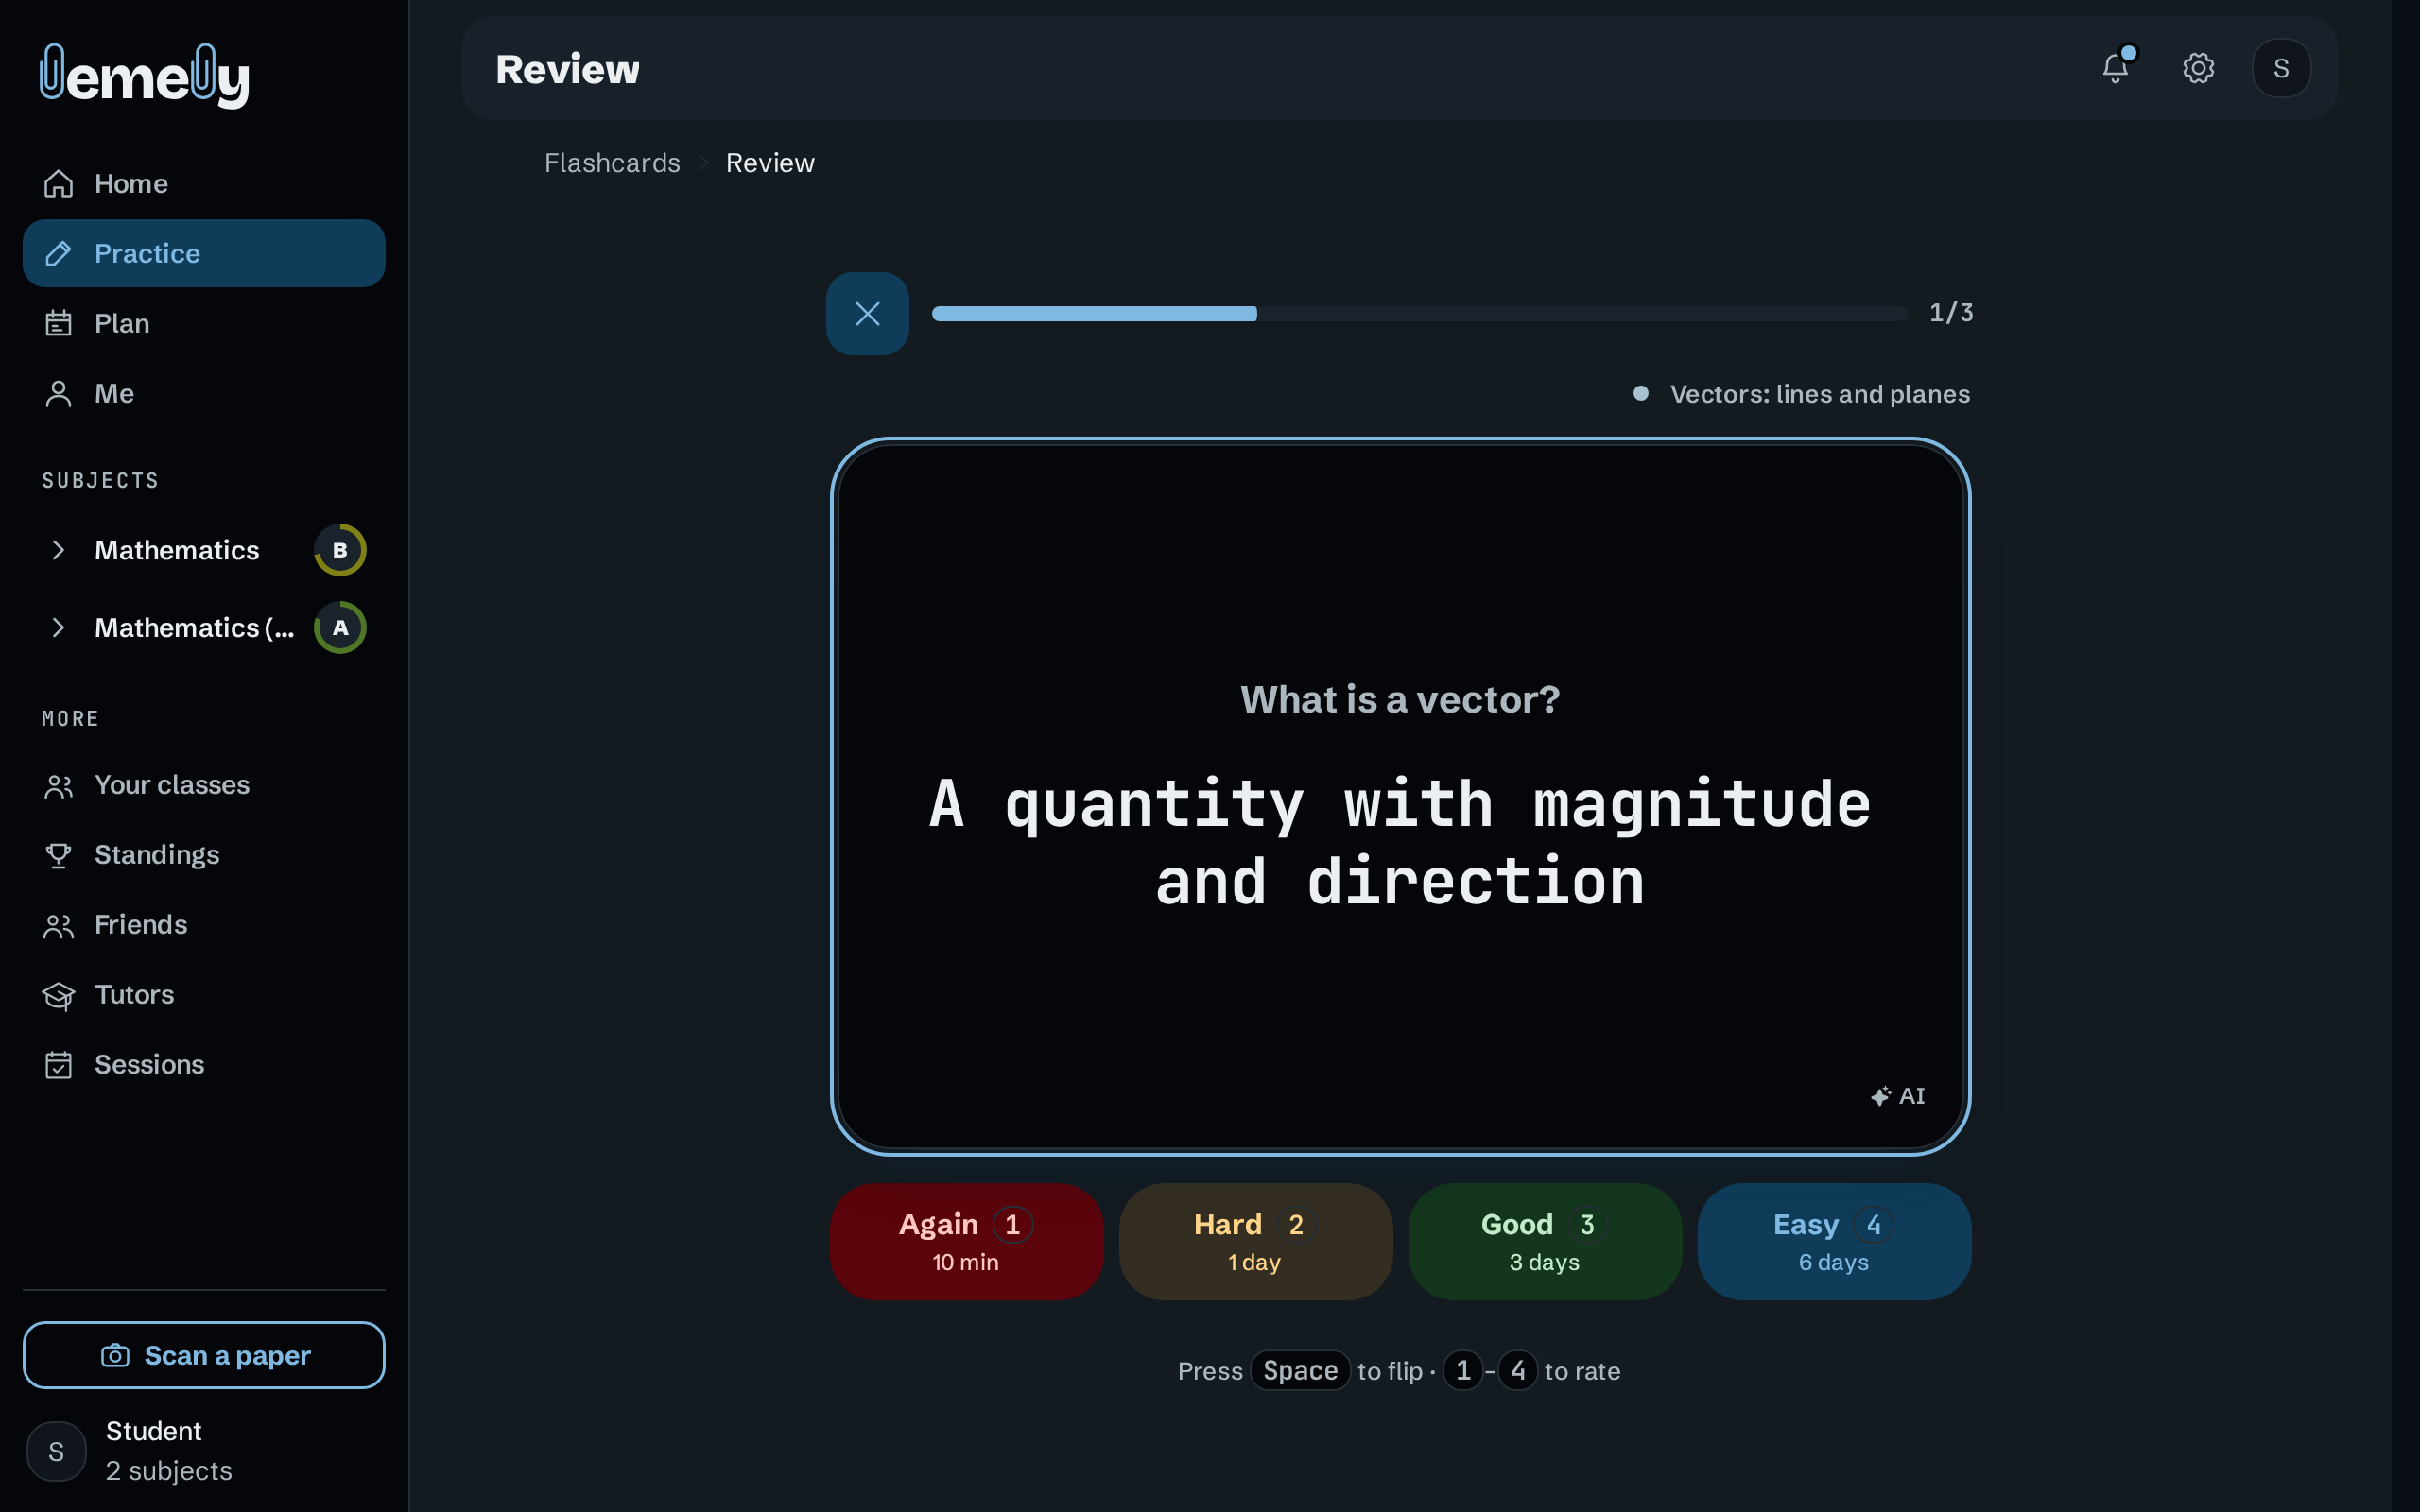 lemely
Review
S
Flashcards > Review
Home
Practice
Plan
Me
1/3
Vectors: lines and planes
SUBJECTS
Mathematics B
Mathematics (... A
What is a vector?
A quantity with magnitude
and direction
AI
MORE
Your classes
Standings
Friends
Tutors
Sessions
Again 1
10 min
Hard 2
1 day
Good 3
3 days
Easy 4
6 days
Press Space to flip · 1–4 to rate
Scan a paper
S
Student
2 subjects